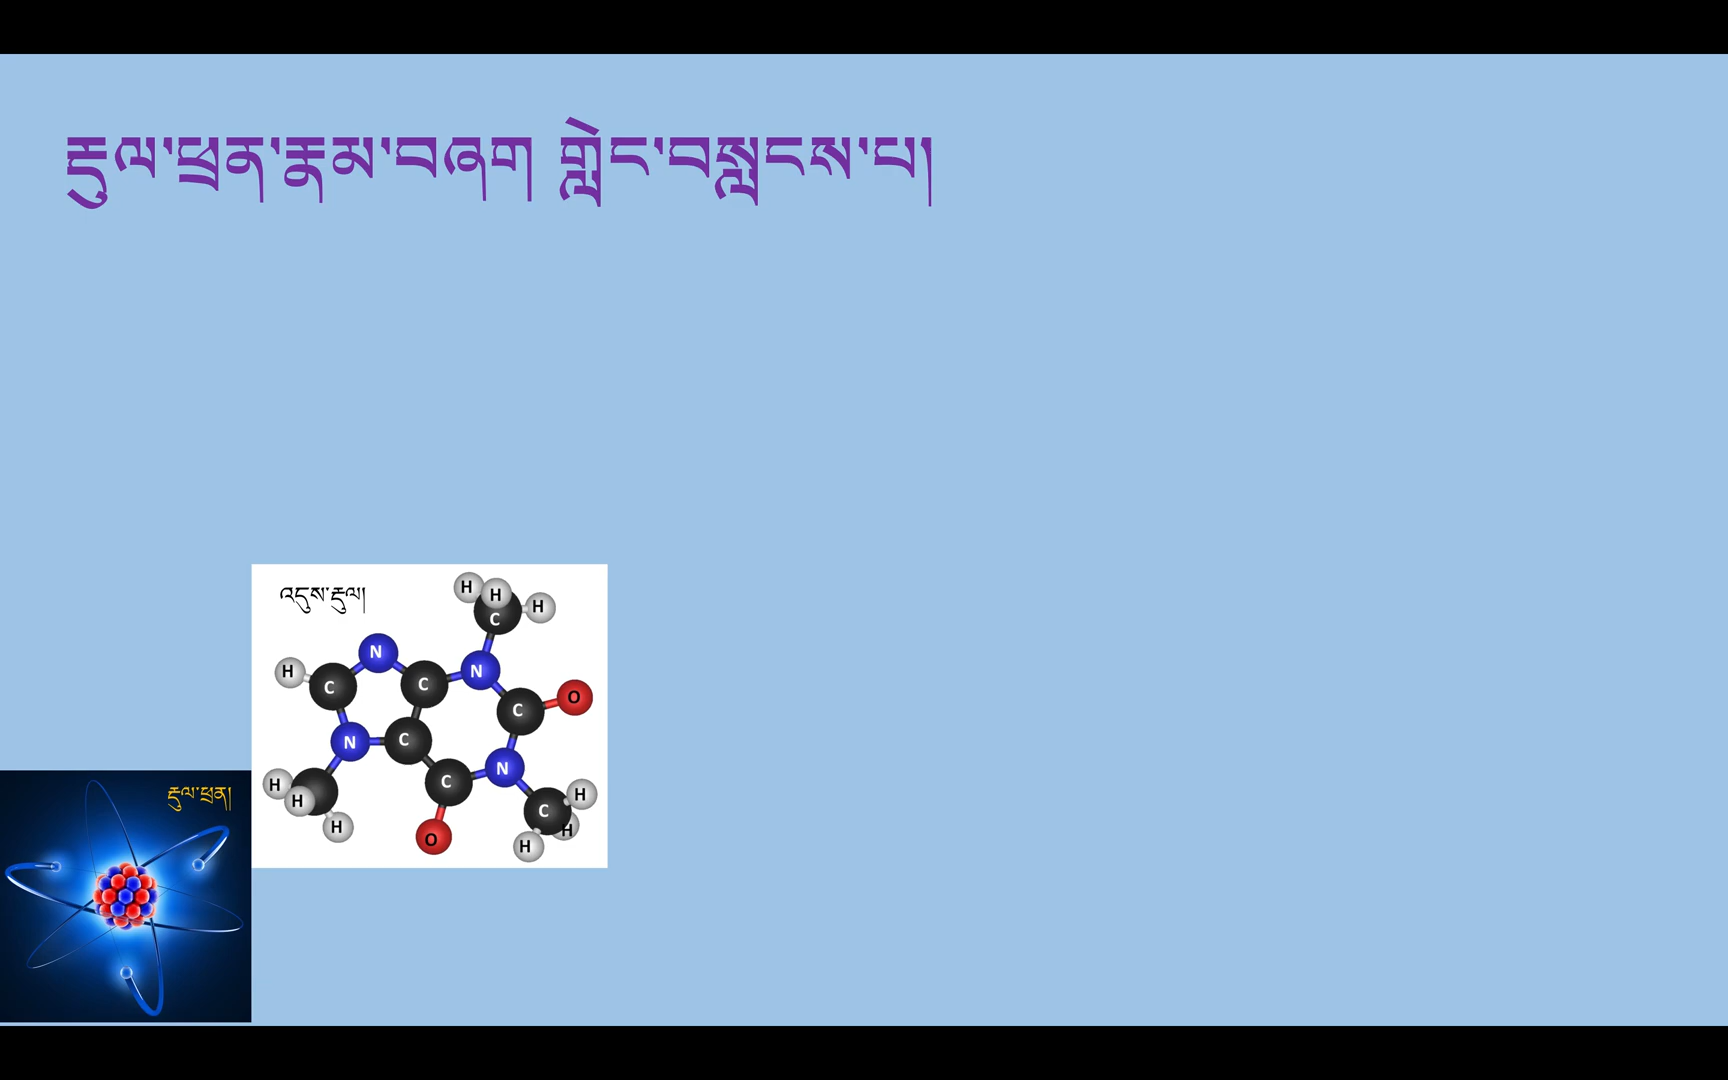 རྡུལ་ཕྲན་རྣམ་བཞག གླེང་བསླངས་པ།
འདུས་རྡུལ།
H H H
C
N N
H C C
C O
N C N
C
H H C H
H H H
O
རྡུལ་ཕྲན།